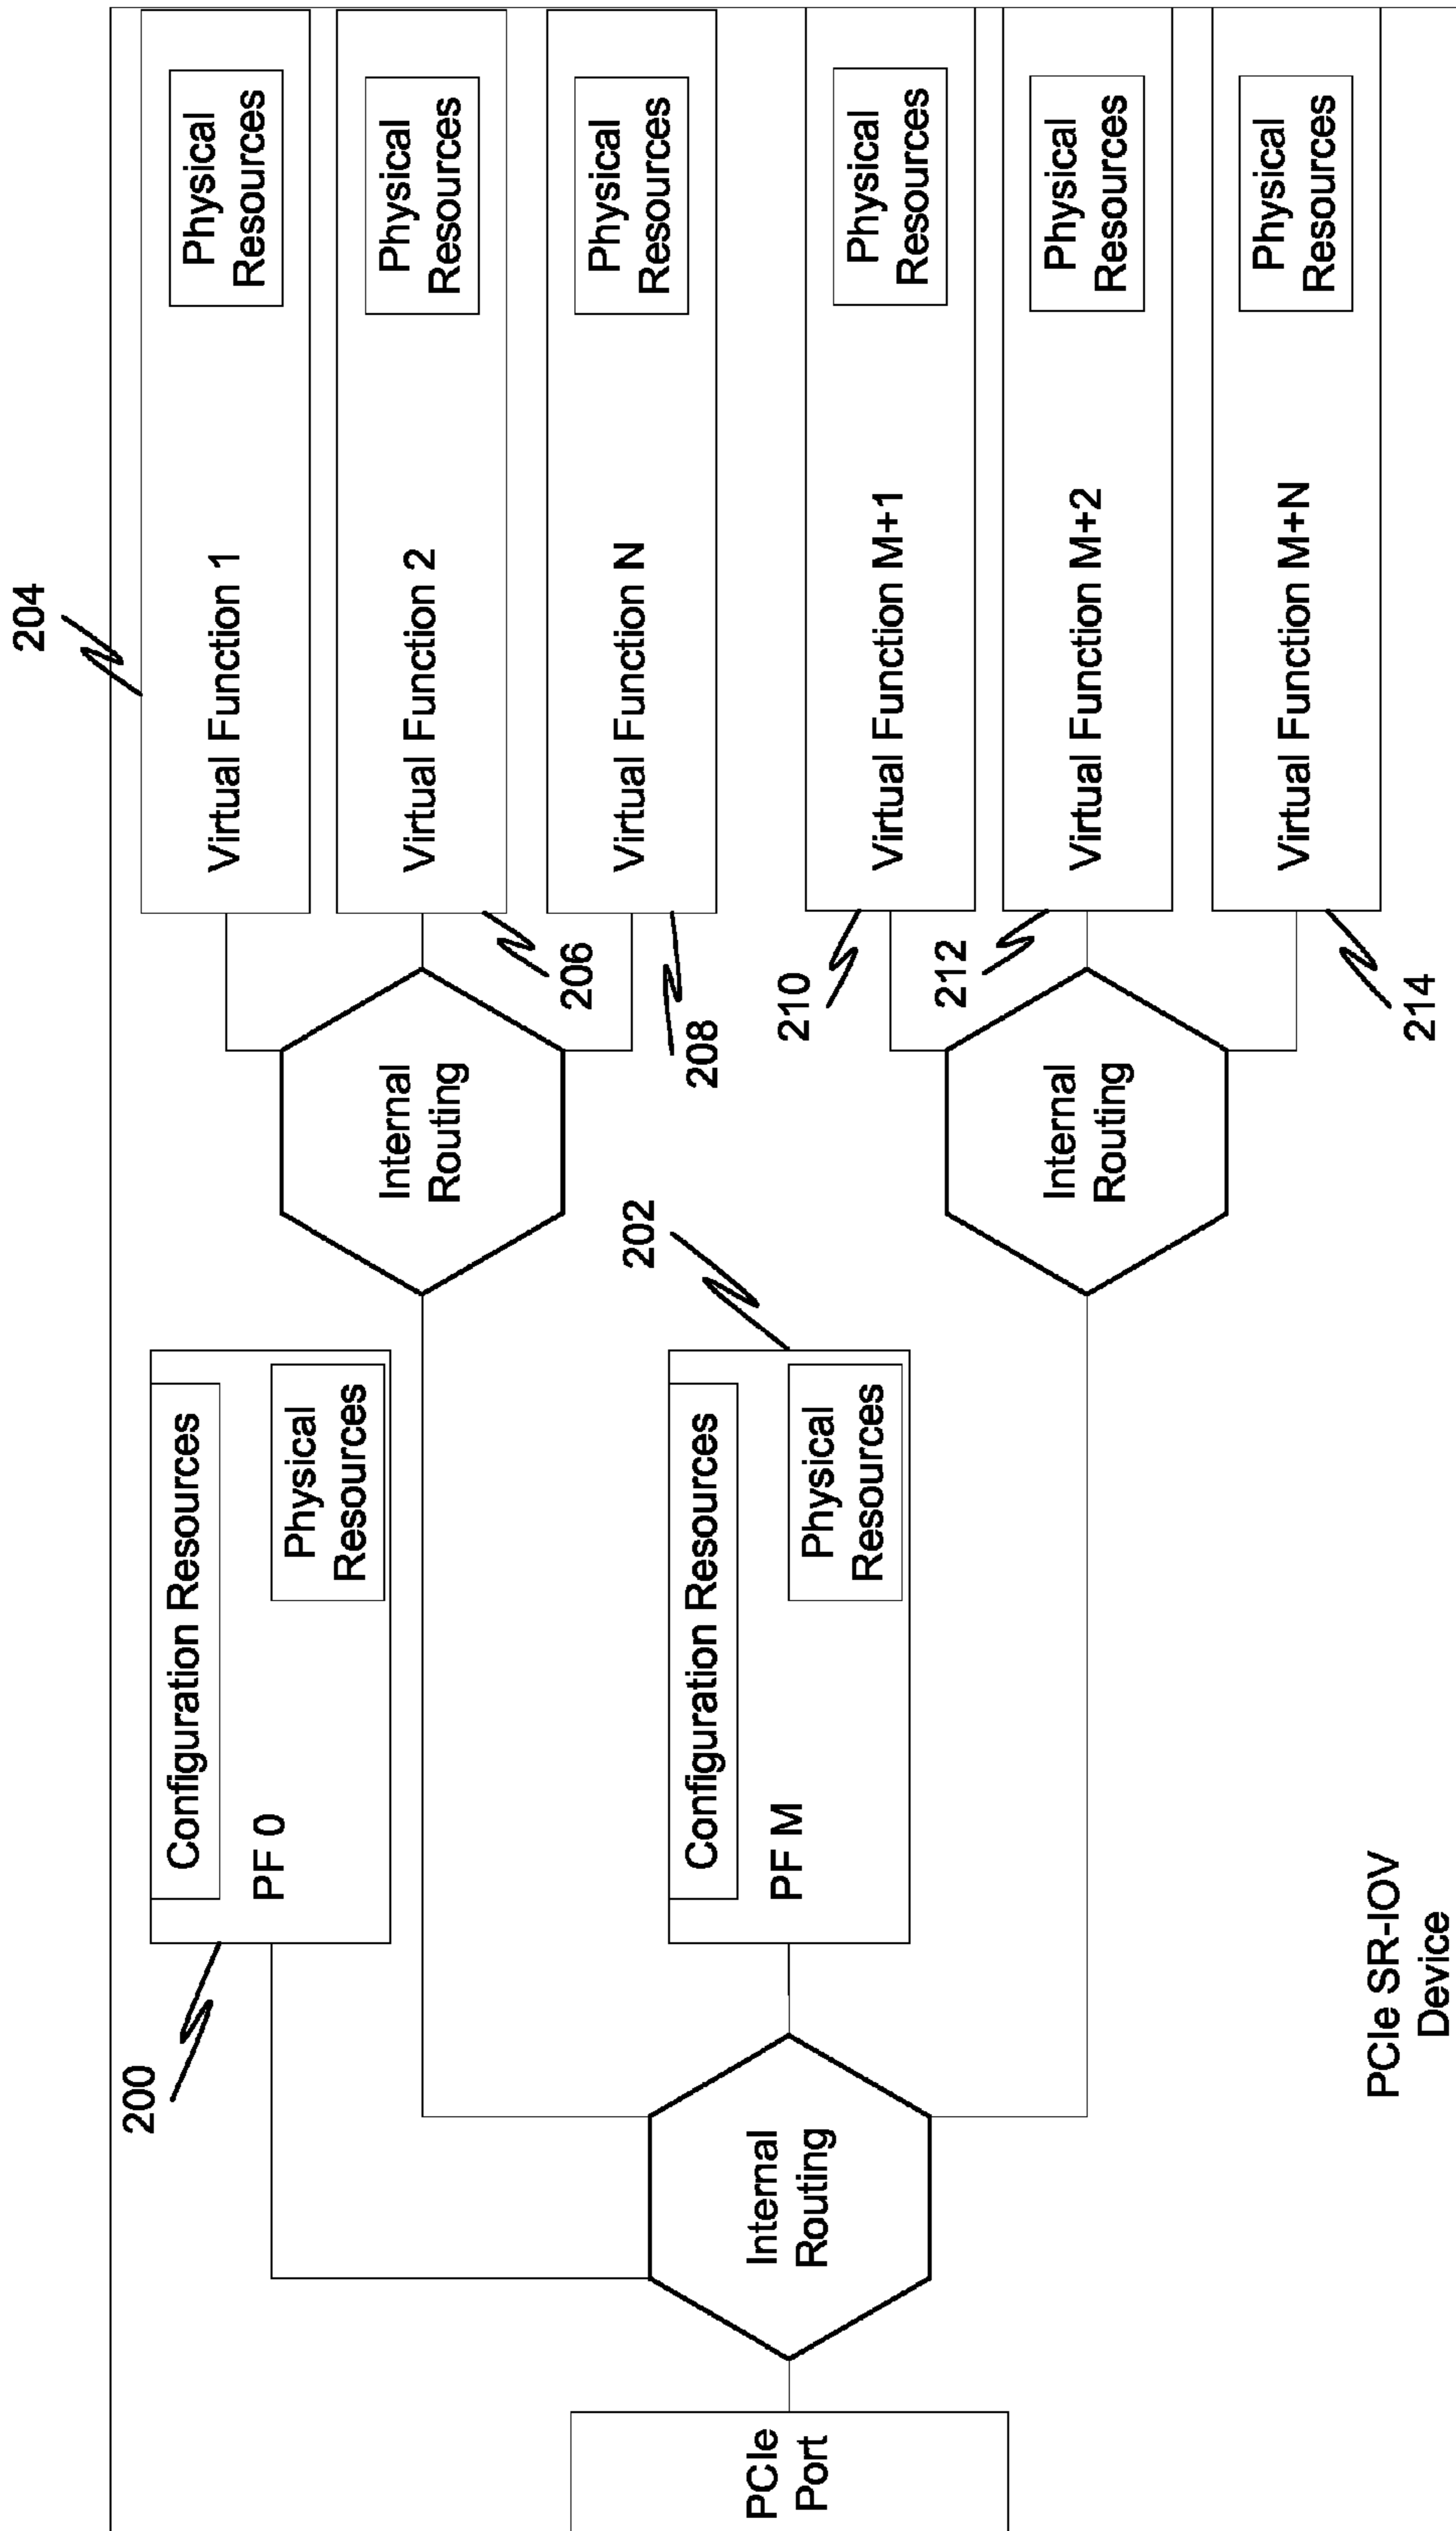 204
Virtual Function 1
Physical
Resources
200
Configuration Resources
PF 0
Physical
Resources
Internal
Routing
Virtual Function 2
Physical
Resources
206
Virtual Function N
Physical
Resources
208
202
PCIe
Port
Internal
Routing
Configuration Resources
PF M
Physical
Resources
210
Virtual Function M+1
Physical
Resources
212
Internal
Routing
Virtual Function M+2
Physical
Resources
Virtual Function M+N
Physical
Resources
214
PCIe SR-IOV
Device